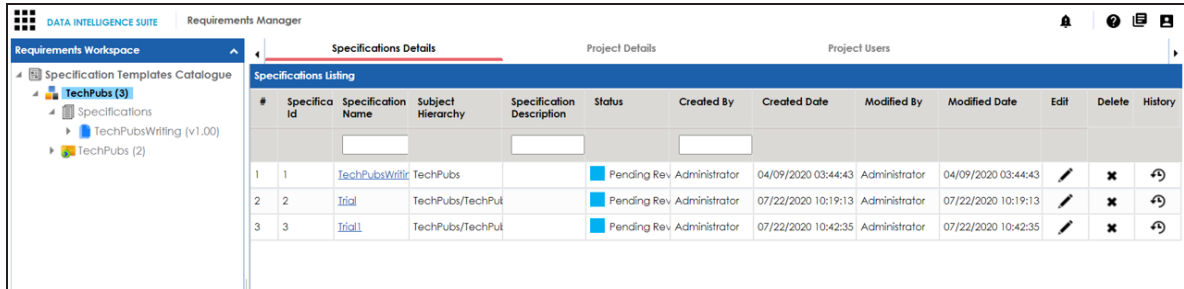 DATA INTELLIGENCE SUITE Requirements Manager
Requirements Workspace
Specifications Details Project Details Project Users
Specification Templates Catalogue
TechPubs (3)
Specifications
TechPubsWriting (v1.00)
TechPubs (2)
Specifications Listing
# Specifica Id Specification Name Subject Hierarchy Specification Description Status Created By Created Date Modified By Modified Date Edit Delete History
1 1 TechPubsWritin TechPubs Pending Rev Administrator 04/09/2020 03:44:43 Administrator 04/09/2020 03:44:43
2 2 Trial TechPubs/TechPub Pending Rev Administrator 07/22/2020 10:19:13 Administrator 07/22/2020 10:19:13
3 3 Trial1 TechPubs/TechPub Pending Rev Administrator 07/22/2020 10:42:35 Administrator 07/22/2020 10:42:35